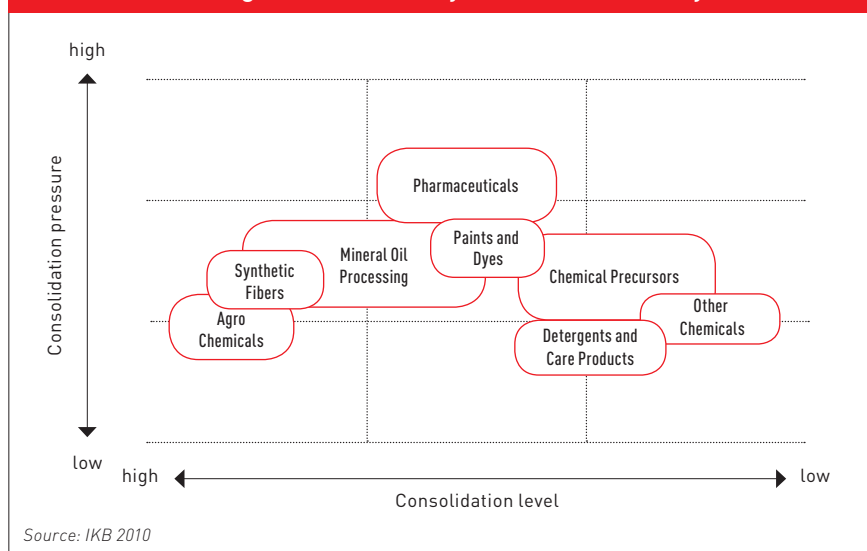 high
Consolidation pressure
Pharmaceuticals
Paints and
Dyes
Mineral Oil
Processing
Synthetic
Fibers
Chemical Precursors
Other
Chemicals
Agro
Chemicals
Detergents and
Care Products
low
high
low
Consolidation level
Source: IKB 2010